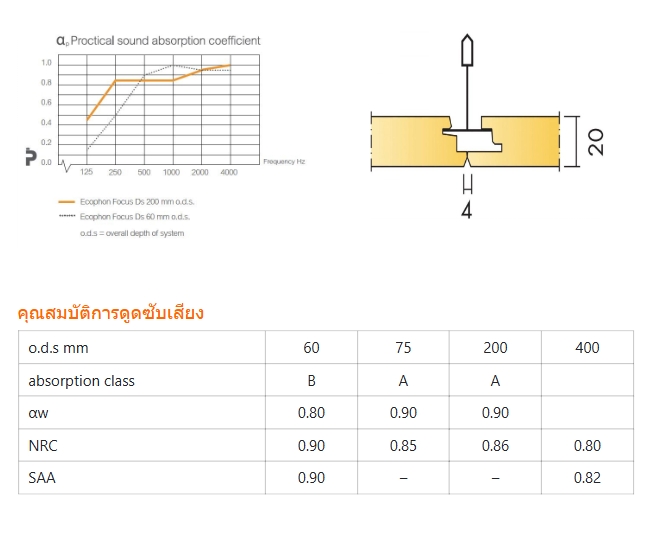 αp Proctical sound absorption coefficient
1.0
0.8
0.6
0.4
0.2
0.0
125 250 500 1000 2000 4000 Frequency Hz
Ecophon Focus Ds 200 mm o.d.s.
Ecophon Focus Ds 60 mm o.d.s.
o.d.s = overall depth of system
20
4
คุณสมบัติการดูดซับเสียง
o.d.s mm 60 75 200 400
absorption class B A A
αw 0.80 0.90 0.90
NRC 0.90 0.85 0.86 0.80
SAA 0.90 – – 0.82